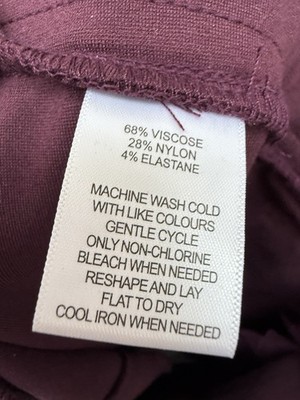 68% VISCOSE
28% NYLON
4% ELASTANE
MACHINE WASH COLD
WITH LIKE COLOURS
GENTLE CYCLE
ONLY NON-CHLORINE
BLEACH WHEN NEEDED
RESHAPE AND LAY
FLAT TO DRY
COOL IRON WHEN NEEDED